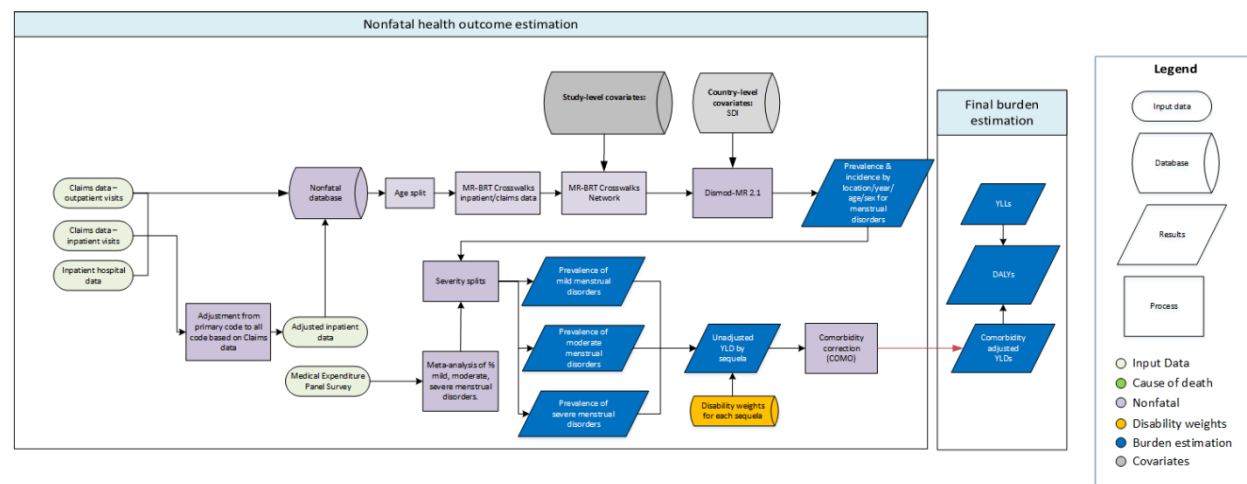 Nonfatal health outcome estimation
Study-level covariates:
Country-level
covariates:
SDI
Claims data –
outpatient visits
Nonfatal
database
Age split
MR-BRT Crosswalks
inpatient/claims data
MR-BRT Crosswalks
Network
Dismod-MR 2.1
Prevalence &
incidence by
location/year/
age/sex for
menstrual
disorders
Claims data –
inpatient visits
Inpatient hospital
data
Adjustment from
primary code to all
code based on Claims
data
Adjusted inpatient
data
Medical Expenditure
Panel Survey
Severity splits
Meta-analysis of %
mild, moderate,
severe menstrual
disorders.
Prevalence of
mild menstrual
disorders
Prevalence of
moderate
menstrual
disorders
Prevalence of
severe menstrual
disorders
Unadjusted
YLD by
sequela
Disability weights
for each sequela
Comorbidity
correction
(COMO)
Final burden
estimation
YLLs
DALYs
Comorbidity
adjusted
YLDs
Legend
Input data
Database
Results
Process
Input Data
Cause of death
Nonfatal
Disability weights
Burden estimation
Covariates